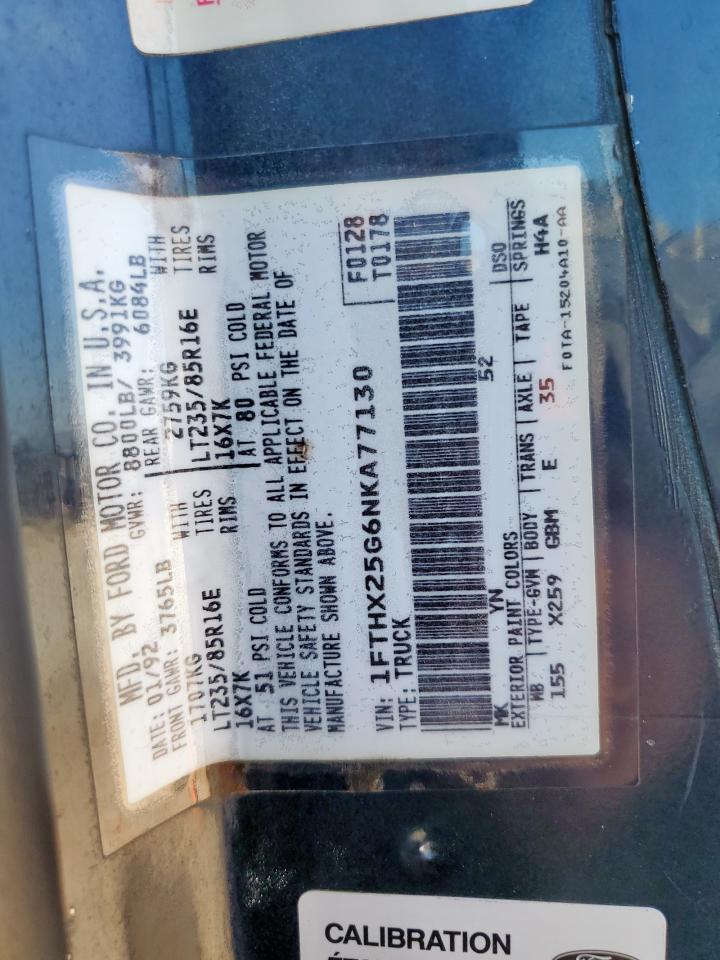 MFD. BY FORD MOTOR CO. IN U.S.A.
DATE: 01/92 GVWR: 8800LB/ 3991KG
FRONT GAWR: 3765LB REAR GAWR: 6084LB
1707KG WITH 2759KG WITH
LT235/85R16E TIRES LT235/85R16E TIRES
16X7K RIMS 16X7K RIMS
AT 51 PSI COLD AT 80 PSI COLD
THIS VEHICLE CONFORMS TO ALL APPLICABLE FEDERAL MOTOR
VEHICLE SAFETY STANDARDS IN EFFECT ON THE DATE OF
MANUFACTURE SHOWN ABOVE.
F0128
T0178
VIN: 1FTHX25G6NKA77130
TYPE: TRUCK
MK YN 52
EXTERIOR PAINT COLORS DSO
WB TYPE-GVW BODY TRANS AXLE TAPE SPRINGS
155 X259 GBM E 35 H4A
F0TA-15204A10-AA
CALIBRATION
Ford